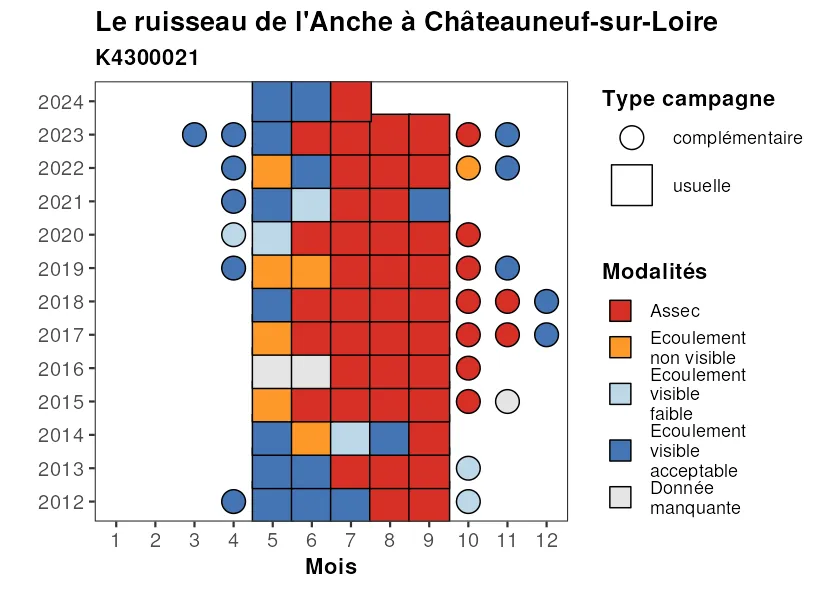 Le ruisseau de l'Anche à Châteauneuf-sur-Loire
K4300021
2024
2023
2022
2021
2020
2019
2018
2017
2016
2015
2014
2013
2012
1 2 3 4 5 6 7 8 9 10 11 12
Mois
Type campagne
complémentaire
usuelle
Modalités
Assec
Ecoulement
non visible
Ecoulement
visible
faible
Ecoulement
visible
acceptable
Donnée
manquante